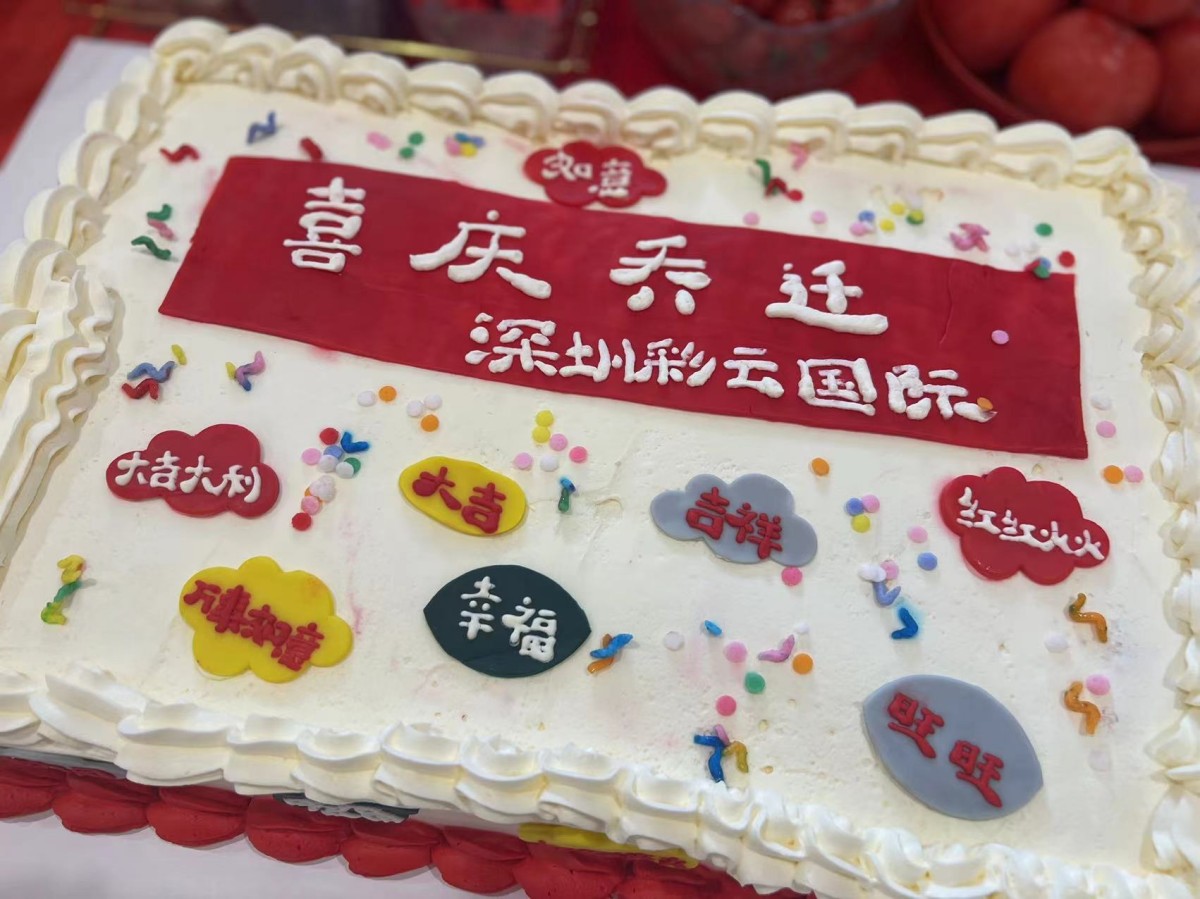 如意
喜庆乔迁
深圳彩云国际
大吉大利
大吉
吉祥
红红火火
万事如意
幸福
旺旺